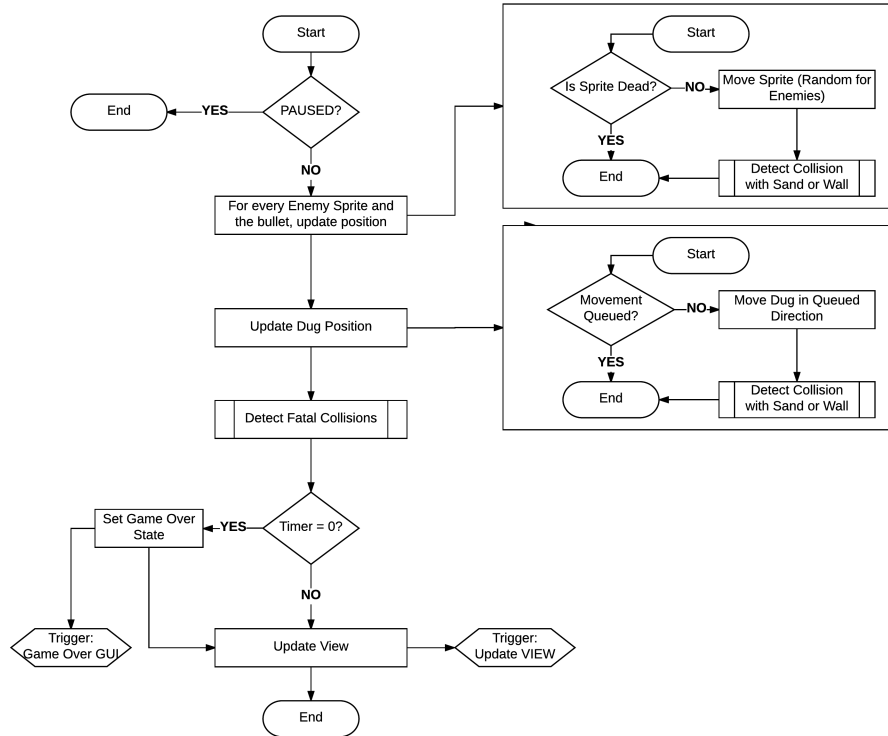 Start
PAUSED?
YES
End
NO
For every Enemy Sprite and
the bullet, update position
Update Dug Position
Detect Fatal Collisions
Timer = 0?
YES
Set Game Over
State
NO
Trigger:
Game Over GUI
Update View
Trigger:
Update VIEW
End
Start
Is Sprite Dead?
NO
Move Sprite (Random for
Enemies)
YES
End
Detect Collision
with Sand or Wall
Start
Movement
Queued?
NO
Move Dug in Queued
Direction
YES
End
Detect Collision
with Sand or Wall